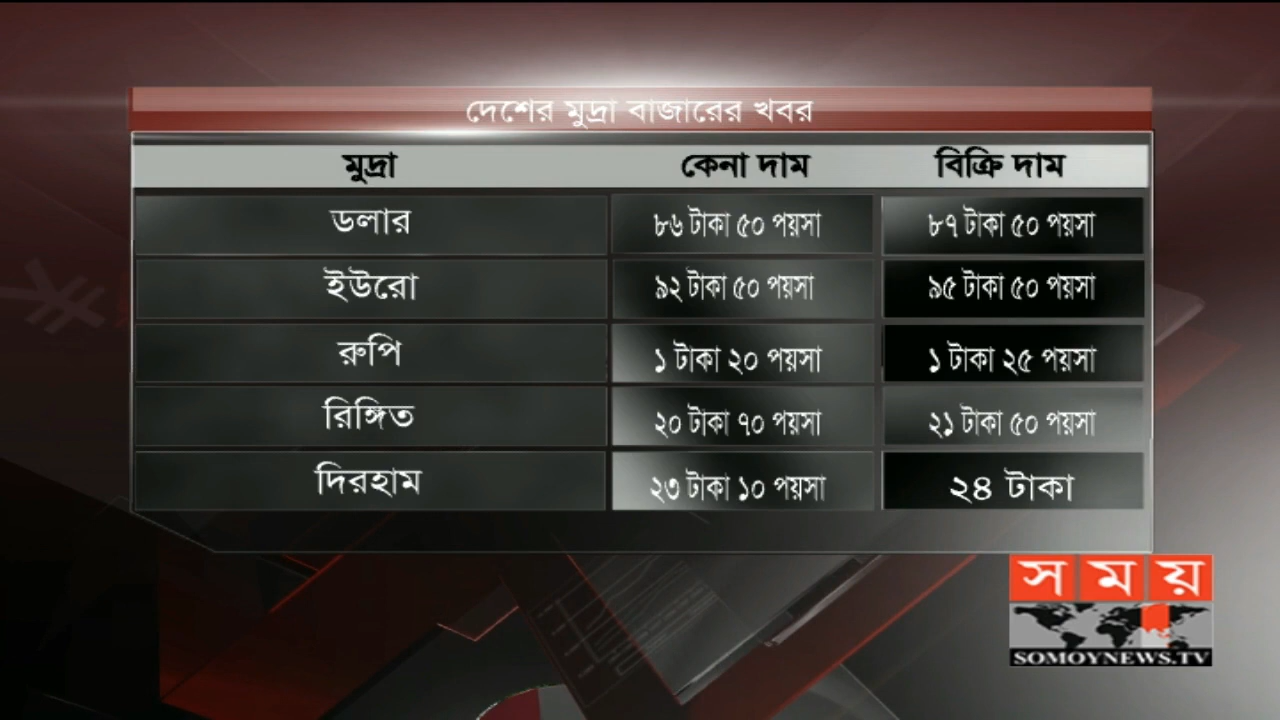 দেশের মুদ্রা বাজারের খবর
মুদ্রা কেনা দাম বিক্রি দাম
ডলার ৮৬ টাকা ৫০ পয়সা ৮৭ টাকা ৫০ পয়সা
ইউরো ৯২ টাকা ৫০ পয়সা ৯৫ টাকা ৫০ পয়সা
রুপি ১ টাকা ২০ পয়সা ১ টাকা ২৫ পয়সা
রিঙ্গিত ২০ টাকা ৭০ পয়সা ২১ টাকা ৫০ পয়সা
দিরহাম ২৩ টাকা ১০ পয়সা ২৪ টাকা
সময়
SOMOYNEWS.TV